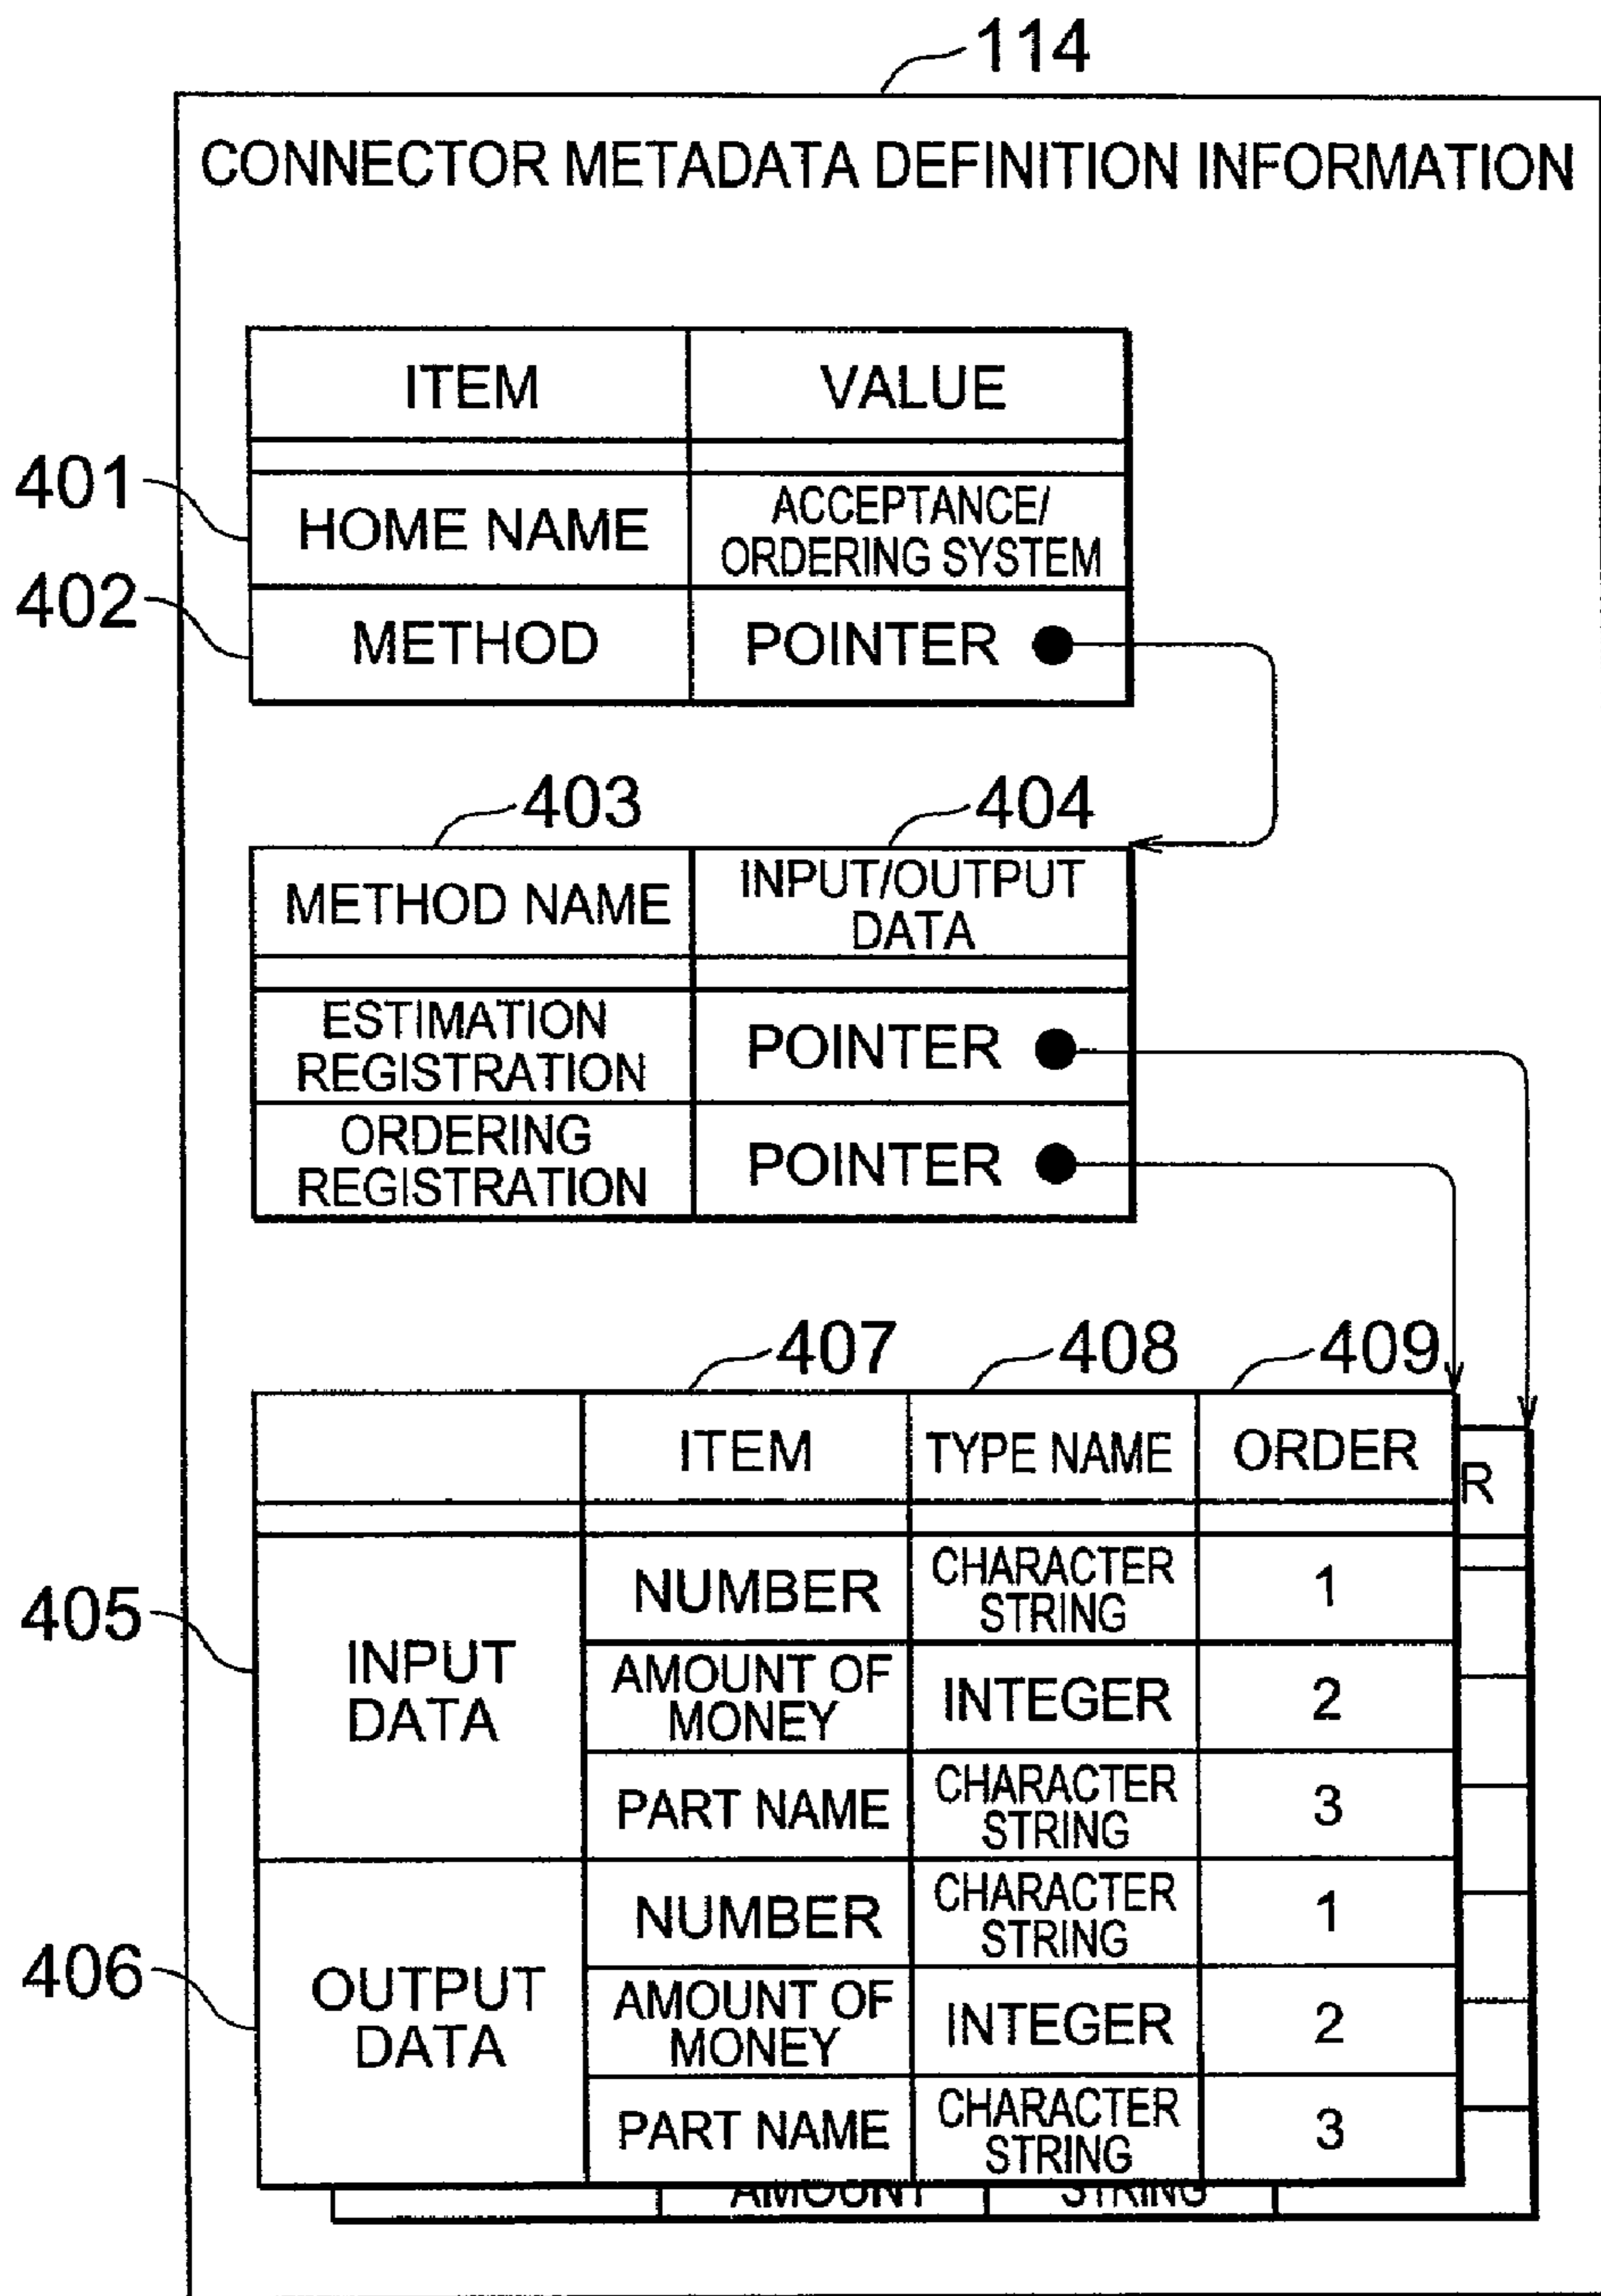 114
CONNECTOR METADATA DEFINITION INFORMATION
ITEM VALUE
401
HOME NAME ACCEPTANCE/
ORDERING SYSTEM
402
METHOD POINTER
403 404
METHOD NAME INPUT/OUTPUT
DATA
ESTIMATION
REGISTRATION POINTER
ORDERING
REGISTRATION POINTER
407 408 409
ITEM TYPE NAME ORDER
R
405
INPUT
DATA
NUMBER CHARACTER
STRING 1
AMOUNT OF
MONEY INTEGER 2
PART NAME CHARACTER
STRING 3
406
OUTPUT
DATA
NUMBER CHARACTER
STRING 1
AMOUNT OF
MONEY INTEGER 2
PART NAME CHARACTER
STRING 3
AMOUNT STRING